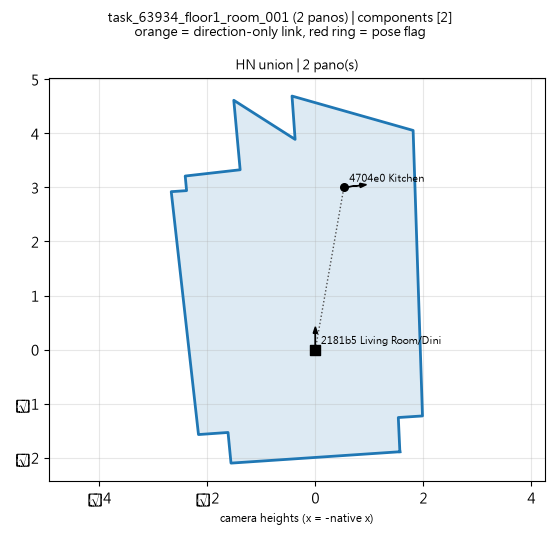 task_63934_floor1_room_001 (2 panos) | components [2]
orange = direction-only link, red ring = pose flag
HN union | 2 pano(s)
5
4
4704e0 Kitchen
3
2
1
2181b5 Living Room/Dini
0
√1
√2
√4 √2 0 2 4
camera heights (x = -native x)